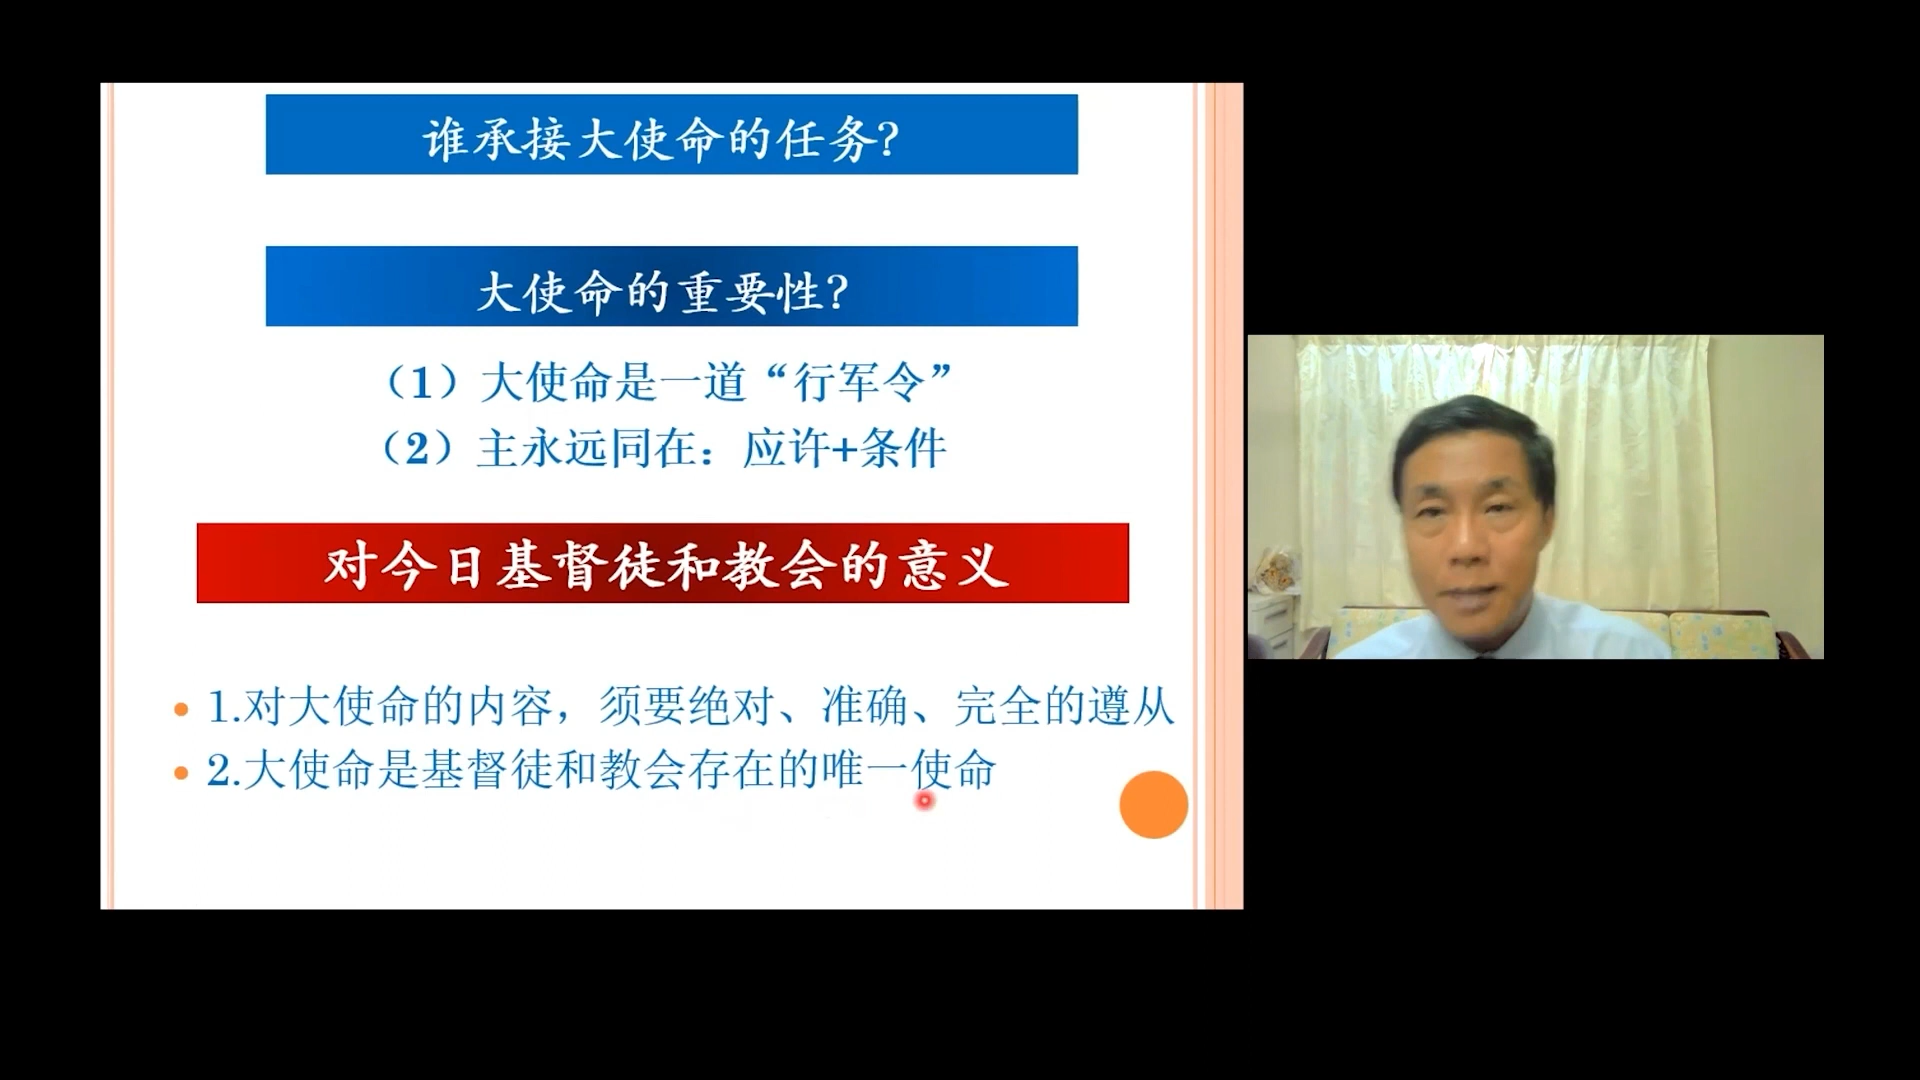 谁承接大使命的任务?
大使命的重要性?
（1）大使命是一道“行军令”
（2）主永远同在：应许+条件
对今日基督徒和教会的意义
• 1.对大使命的内容，须要绝对、准确、完全的遵从
• 2.大使命是基督徒和教会存在的唯一使命